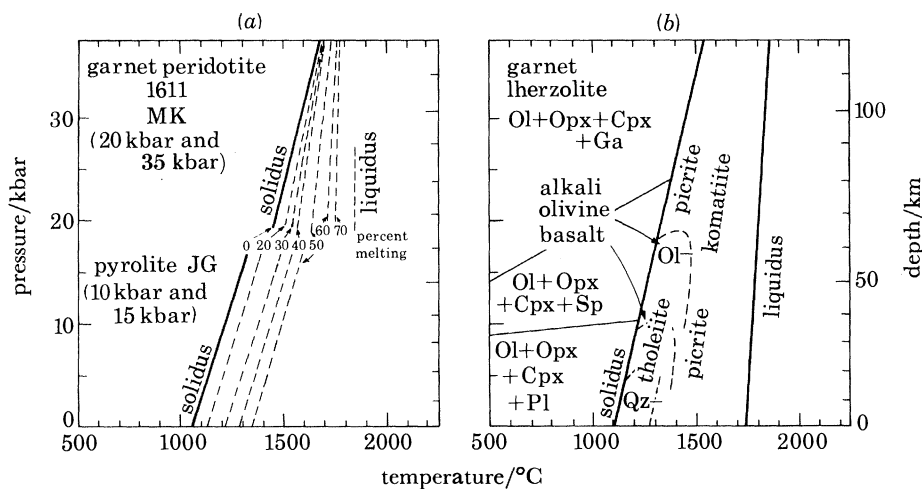 (a)
garnet peridotite
1611
MK
(20 kbar and
35 kbar)
solidus
liquidus
0 20 30 40 50 60 70
percent
melting
pyrolite JG
(10 kbar and
15 kbar)
solidus
pressure/kbar
30
20
10
0
500 1000 1500 2000
(b)
garnet
lherzolite
Ol+Opx+Cpx
+Ga
alkali
olivine
basalt
picrite
komatiite
Ol–
Ol+Opx
+Cpx+Sp
liquidus
Ol+Opx
+Cpx
+Pl
solidus
tholeiite
picrite
Qz–
100
50
0
depth/km
500 1000 1500 2000
temperature/°C